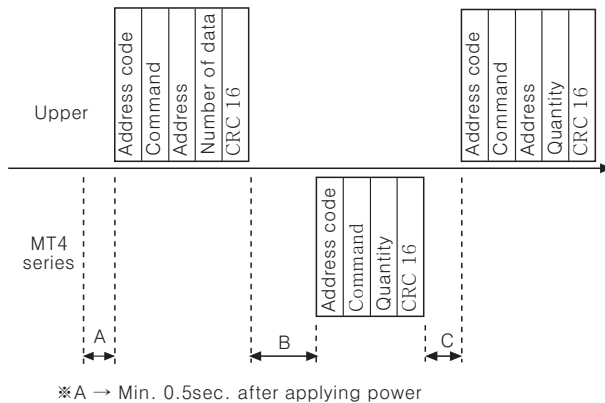 Upper
Address code
Command
Address
Number of data
CRC 16
Address code
Command
Address
Quantity
CRC 16
MT4
series
Address code
Command
Quantity
CRC 16
A
B
C
※A → Min. 0.5sec. after applying power